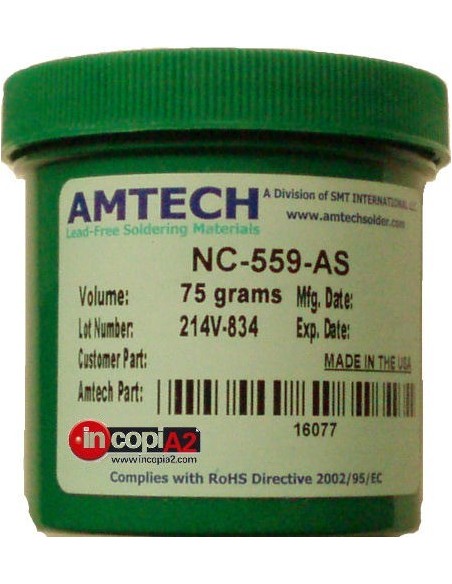 AMTECH
A Division of SMT INTERNATIONAL
Lead-Free Soldering Materials
www.amtechsolder.com
NC-559-AS
Volume: 75 grams Mfg. Date:
Lot Number: 214V-834 Exp. Date:
Customer Part:
MADE IN THE USA
Amtech Part:
16077
incopiA2
www.incopia2.com
Complies with RoHS Directive 2002/95/EC